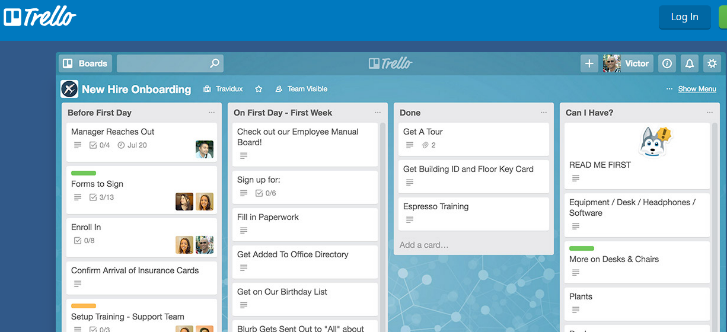 Trello
Log In
Boards
Trello
Victor
New Hire Onboarding
Travidux
Team Visible
... Show Menu
Before First Day ...
Manager Reaches Out
0/4 Jul 20
Forms to Sign
3/13
Enroll In
0/8
Confirm Arrival of Insurance Cards
Setup Training - Support Team
0/3
On First Day - First Week ...
Check out our Employee Manual
Board!
Sign up for:
0/6
Fill in Paperwork
Get Added To Office Directory
Get on Our Birthday List
Blurb Gets Sent Out to "All" about
Done ...
Get A Tour
2
Get Building ID and Floor Key Card
Espresso Training
Add a card...
Can I Have? ...
READ ME FIRST
Equipment / Desk / Headphones /
Software
More on Desks & Chairs
Plants